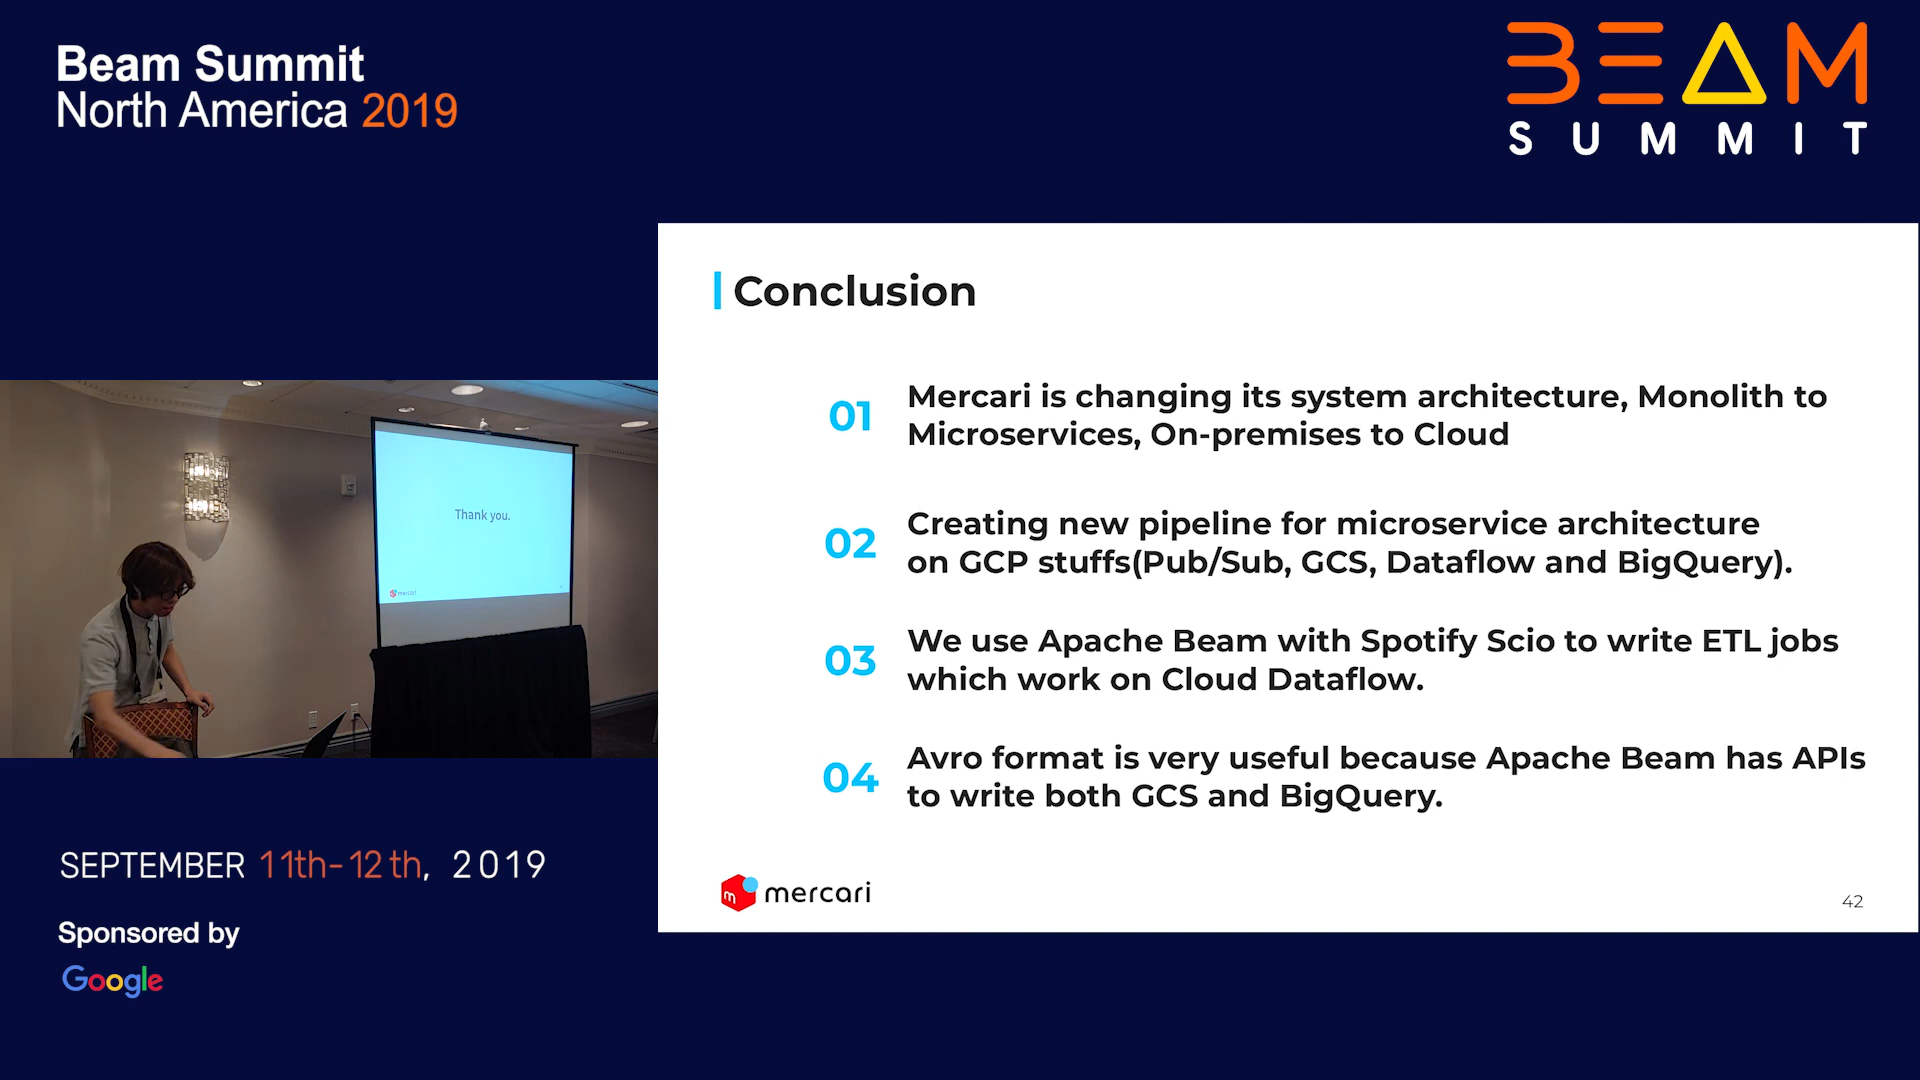 Beam Summit
North America 2019
BEAM
SUMMIT
Conclusion
01
Mercari is changing its system architecture, Monolith to
Microservices, On-premises to Cloud
02
Creating new pipeline for microservice architecture
on GCP stuffs(Pub/Sub, GCS, Dataflow and BigQuery).
03
We use Apache Beam with Spotify Scio to write ETL jobs
which work on Cloud Dataflow.
04
Avro format is very useful because Apache Beam has APIs
to write both GCS and BigQuery.
m mercari
42
Thank you.
mercari
SEPTEMBER 11th-12th, 2019
Sponsored by
Google